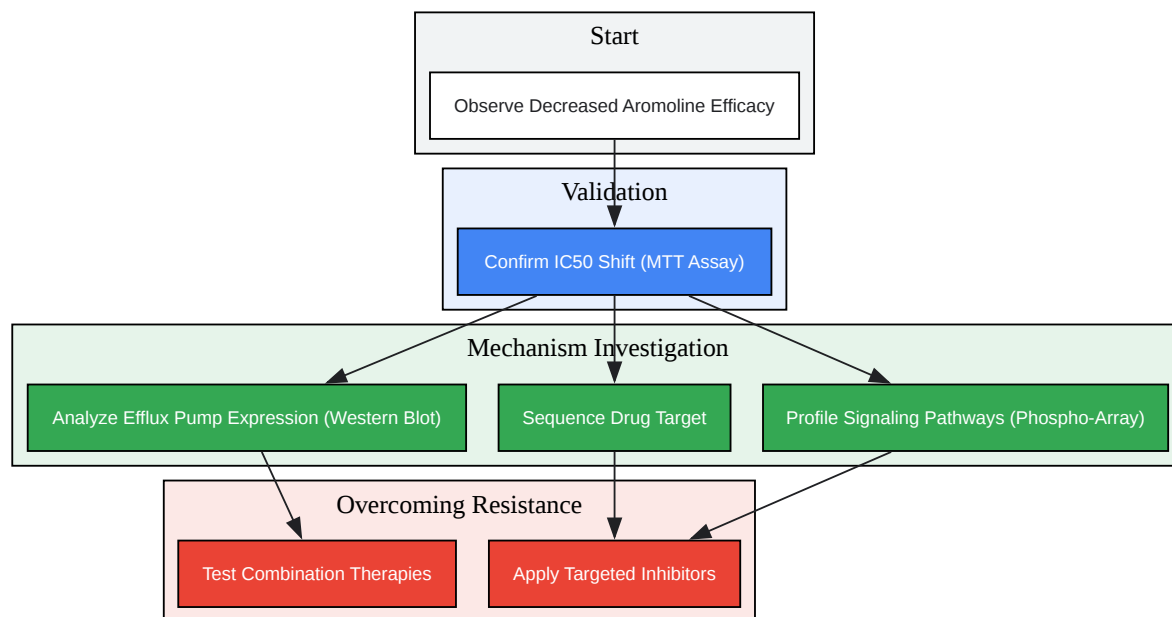 Start
Observe Decreased Aromoline Efficacy
Validation
Confirm IC50 Shift (MTT Assay)
Mechanism Investigation
Analyze Efflux Pump Expression (Western Blot)
Sequence Drug Target
Profile Signaling Pathways (Phospho-Array)
Overcoming Resistance
Test Combination Therapies
Apply Targeted Inhibitors